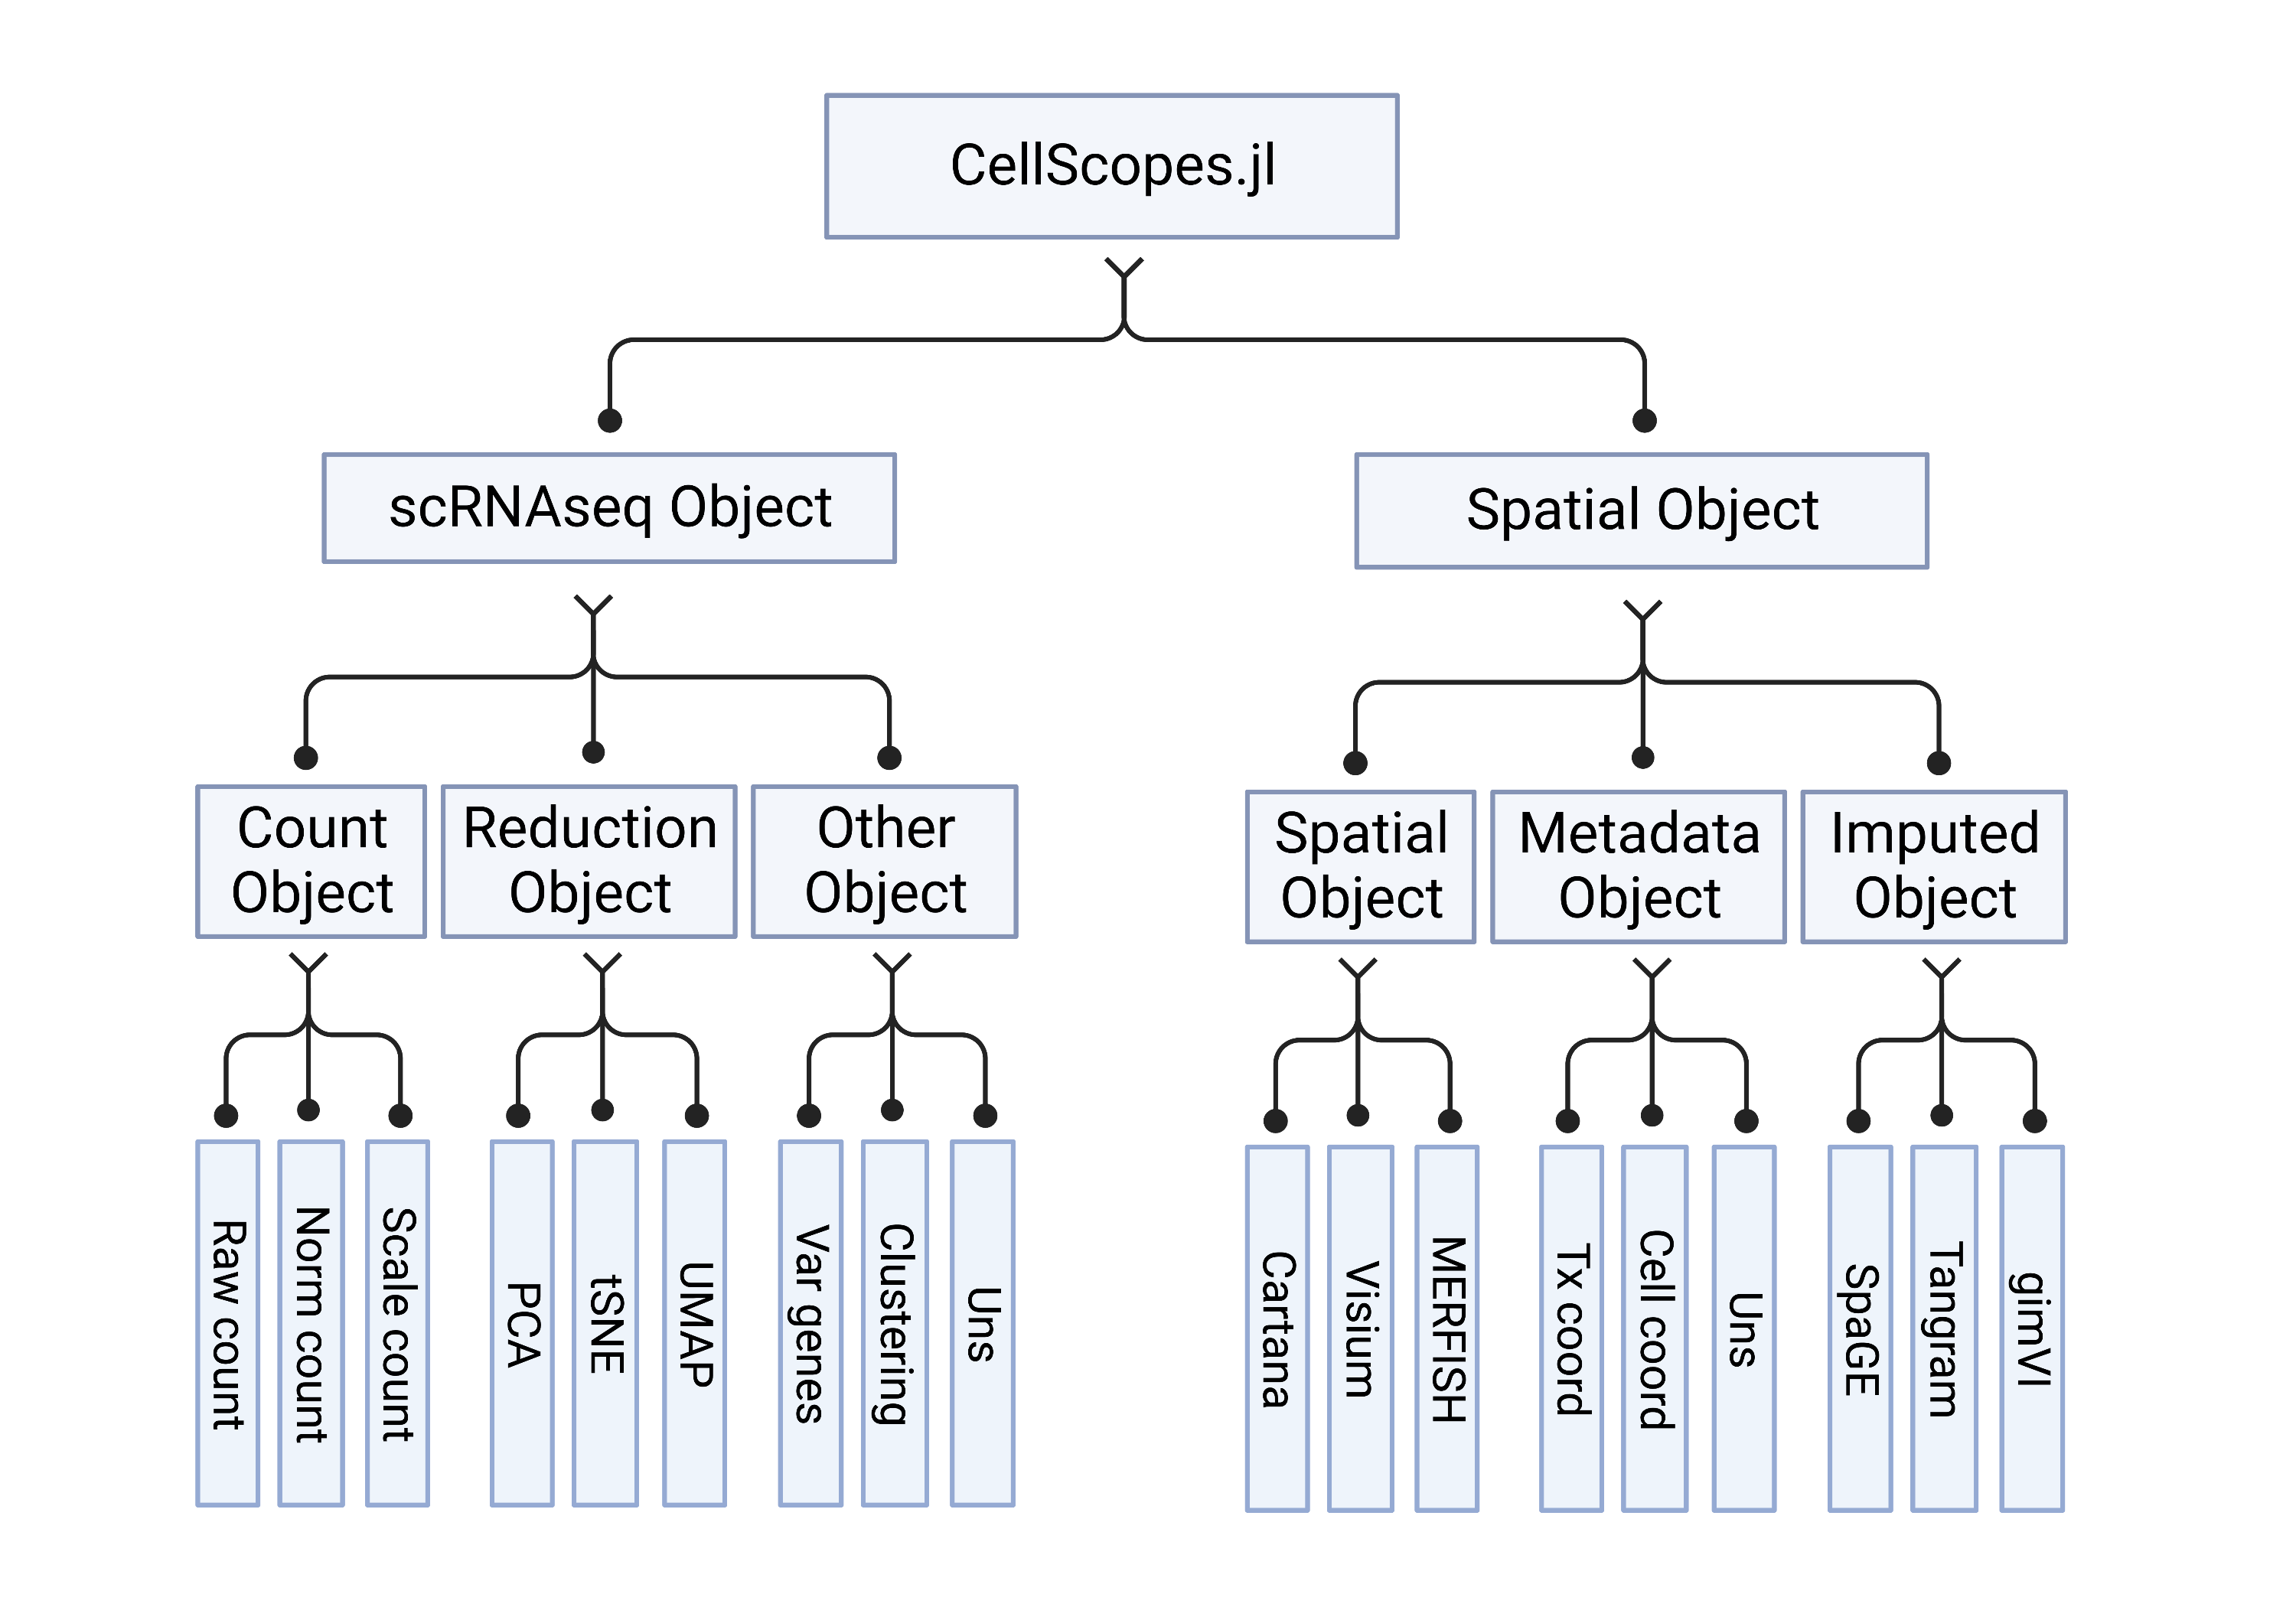 CellScopes.jl
scRNAseq Object
Spatial Object
Count
Object
Reduction
Object
Other
Object
Spatial
Object
Metadata
Object
Imputed
Object
Raw count
Norm count
Scale count
PCA
tSNE
UMAP
Var genes
Clustering
Uns
Cartana
Visium
MERFISH
Tx coord
Cell coord
Uns
SpaGE
Tangram
gimVI